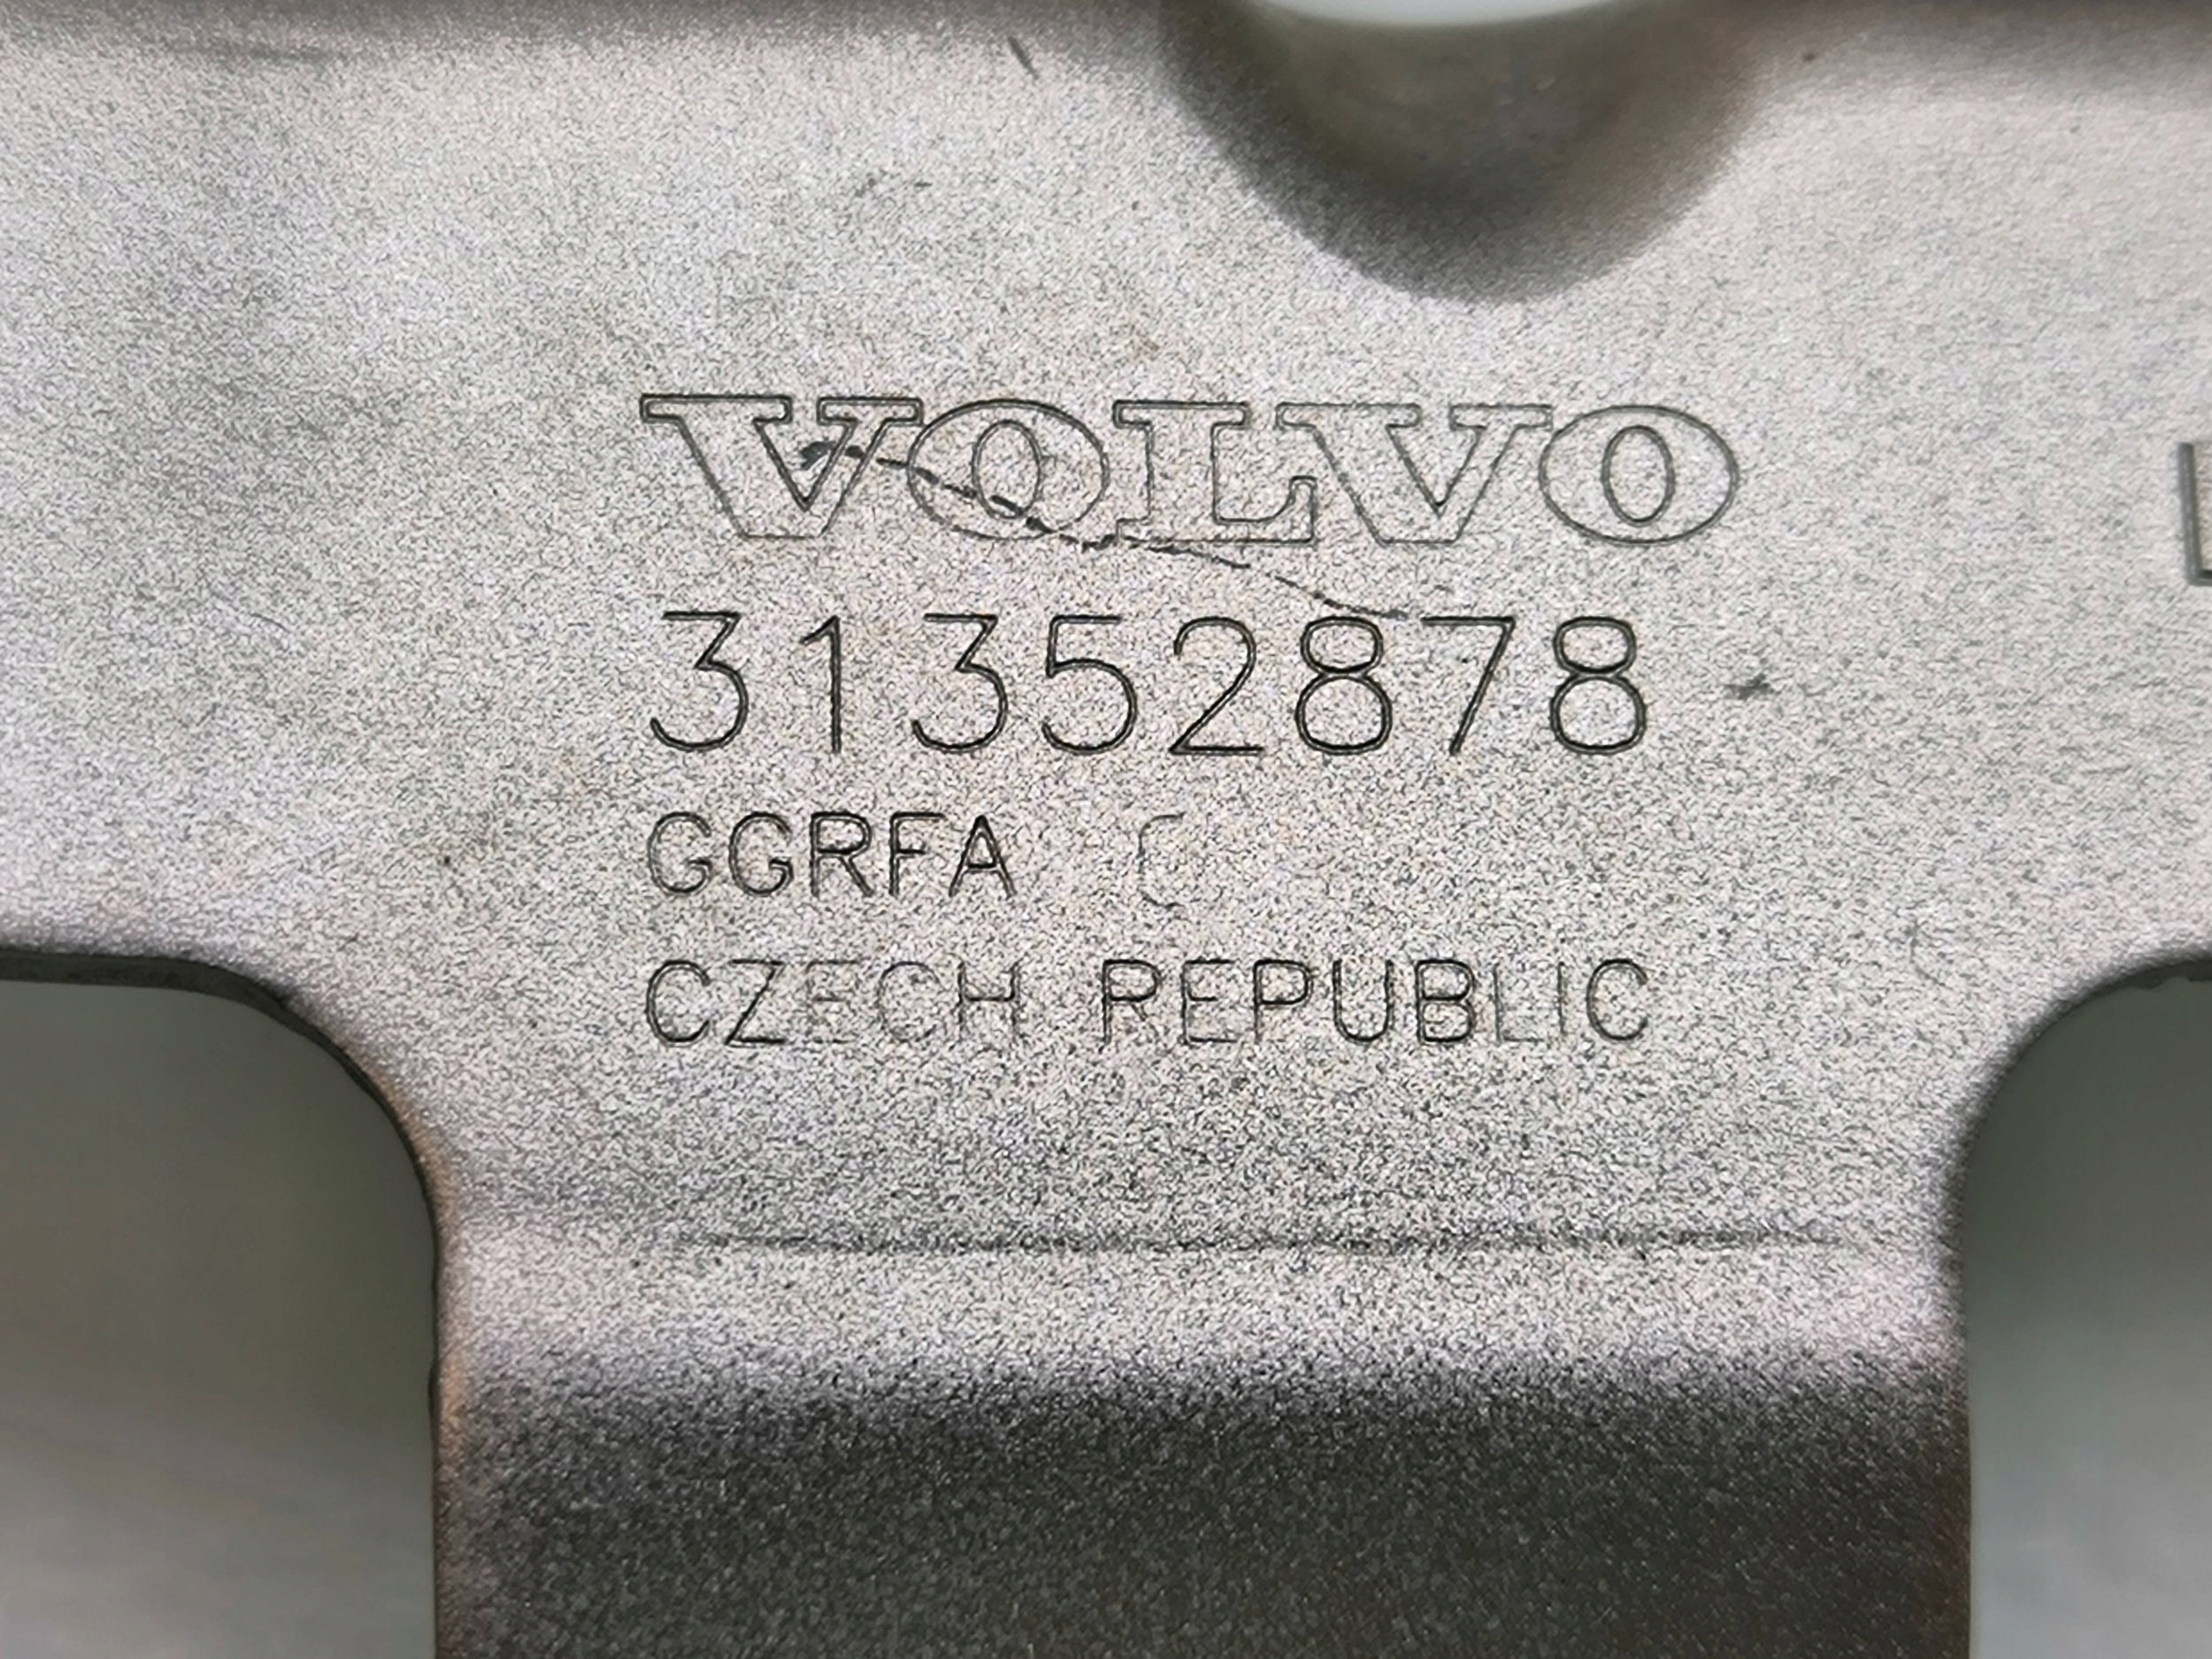 VOLVO
31352878
GGRFA C
CZECH REPUBLIC